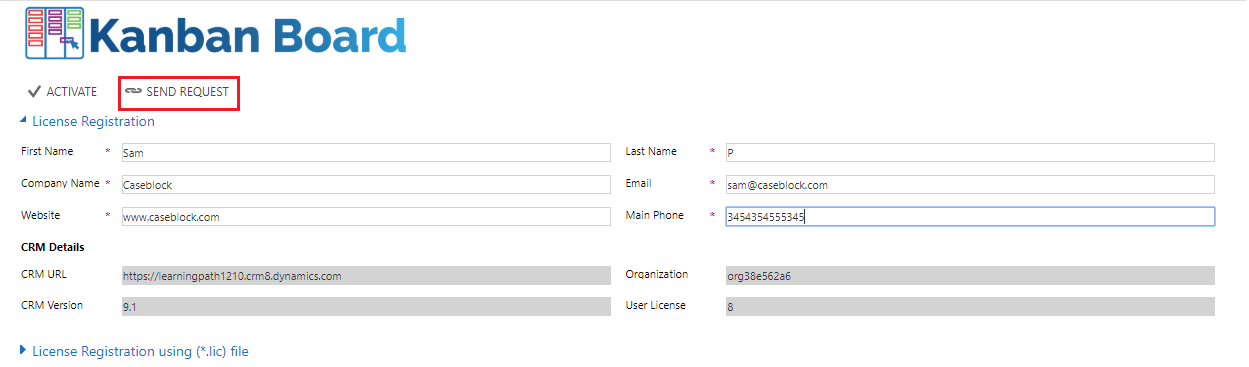 Kanban Board
ACTIVATE SEND REQUEST
License Registration
First Name * Sam Last Name * P
Company Name * Caseblock Email * sam@caseblock.com
Website * www.caseblock.com Main Phone * 3454354555345
CRM Details
CRM URL https://learningpath1210.crm8.dynamics.com Organization org38e562a6
CRM Version 9.1 User License 8
License Registration using (*.lic) file